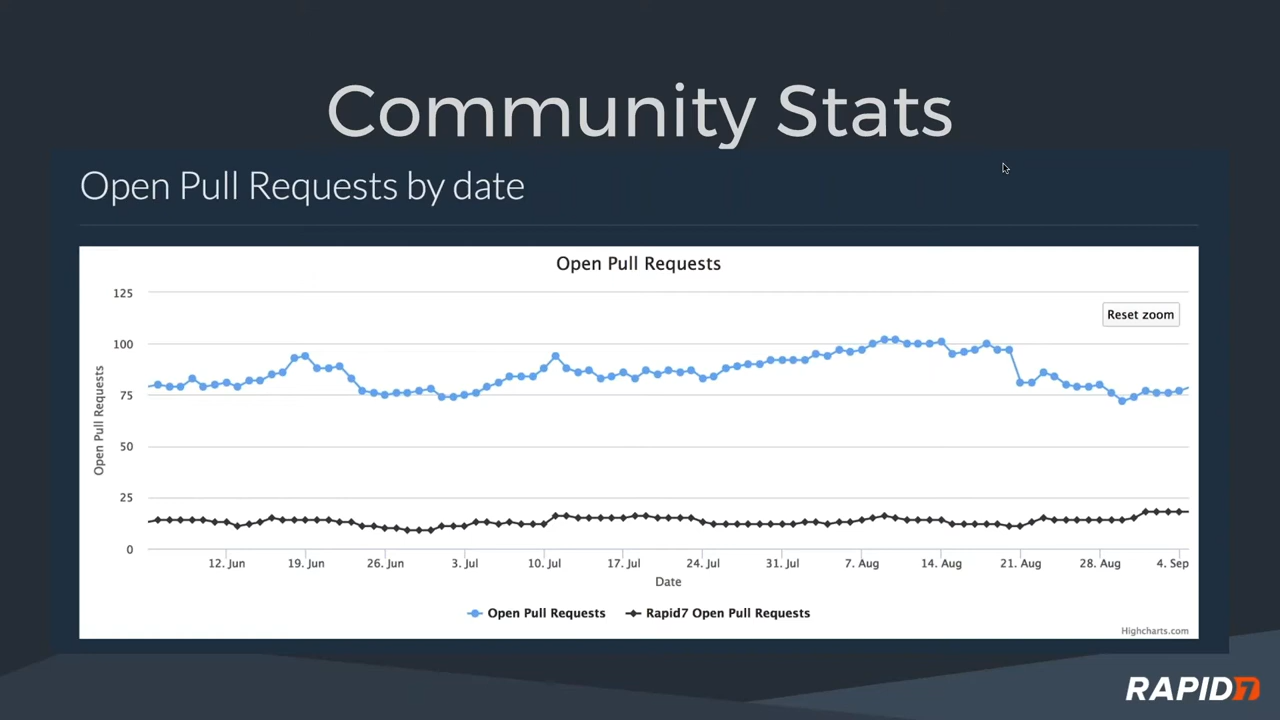 Community Stats
Open Pull Requests by date
Open Pull Requests
125
Reset zoom
100
75
50
25
0
Open Pull Requests
12. Jun 19. Jun 26. Jun 3. Jul 10. Jul 17. Jul 24. Jul 31. Jul 7. Aug 14. Aug 21. Aug 28. Aug 4. Sep
Date
Open Pull Requests Rapid7 Open Pull Requests
Highcharts.com
RAPID7